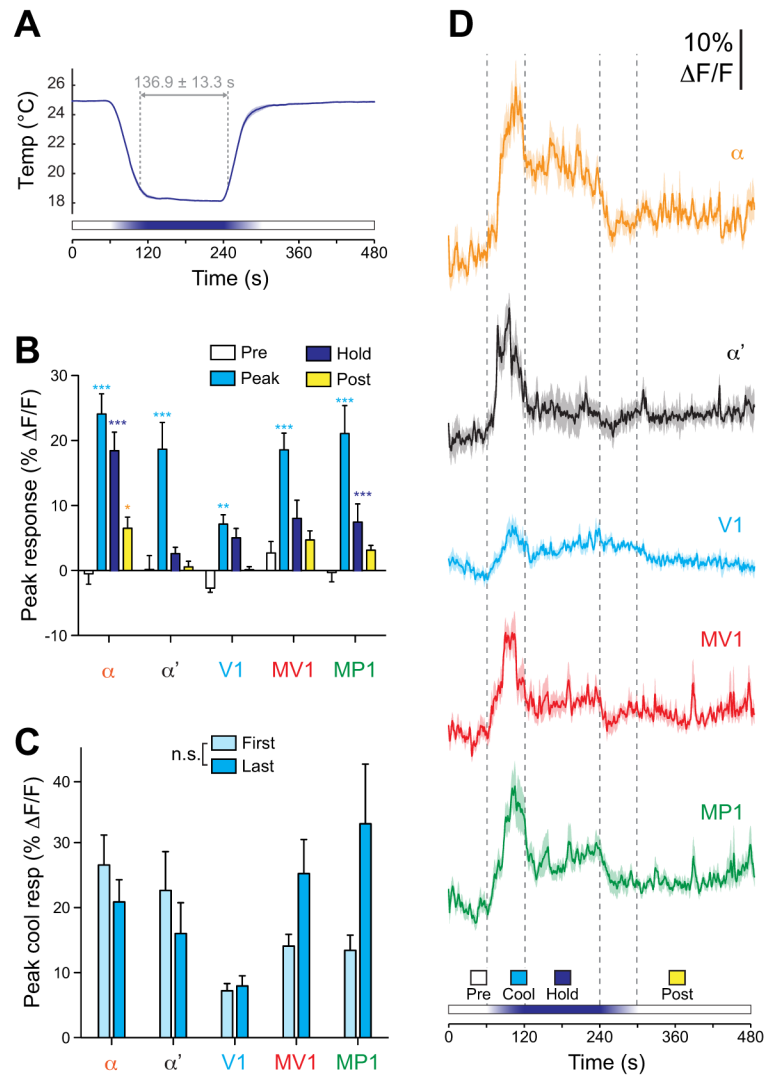 A
Temp (°C)
26
24
22
20
18
136.9 ± 13.3 s
0
120
240
360
480
Time (s)
B
Pre
Hold
Peak
Post
Peak response (% ΔF/F)
30
20
10
0
-10
***
***
*
***
**
***
***
***
α
α’
V1
MV1
MP1
C
n.s.
First
Last
Peak cool resp (% ΔF/F)
40
30
20
10
0
α
α’
V1
MV1
MP1
D
10%
ΔF/F
α
α’
V1
MV1
MP1
Pre
Cool
Hold
Post
0
120
240
360
480
Time (s)